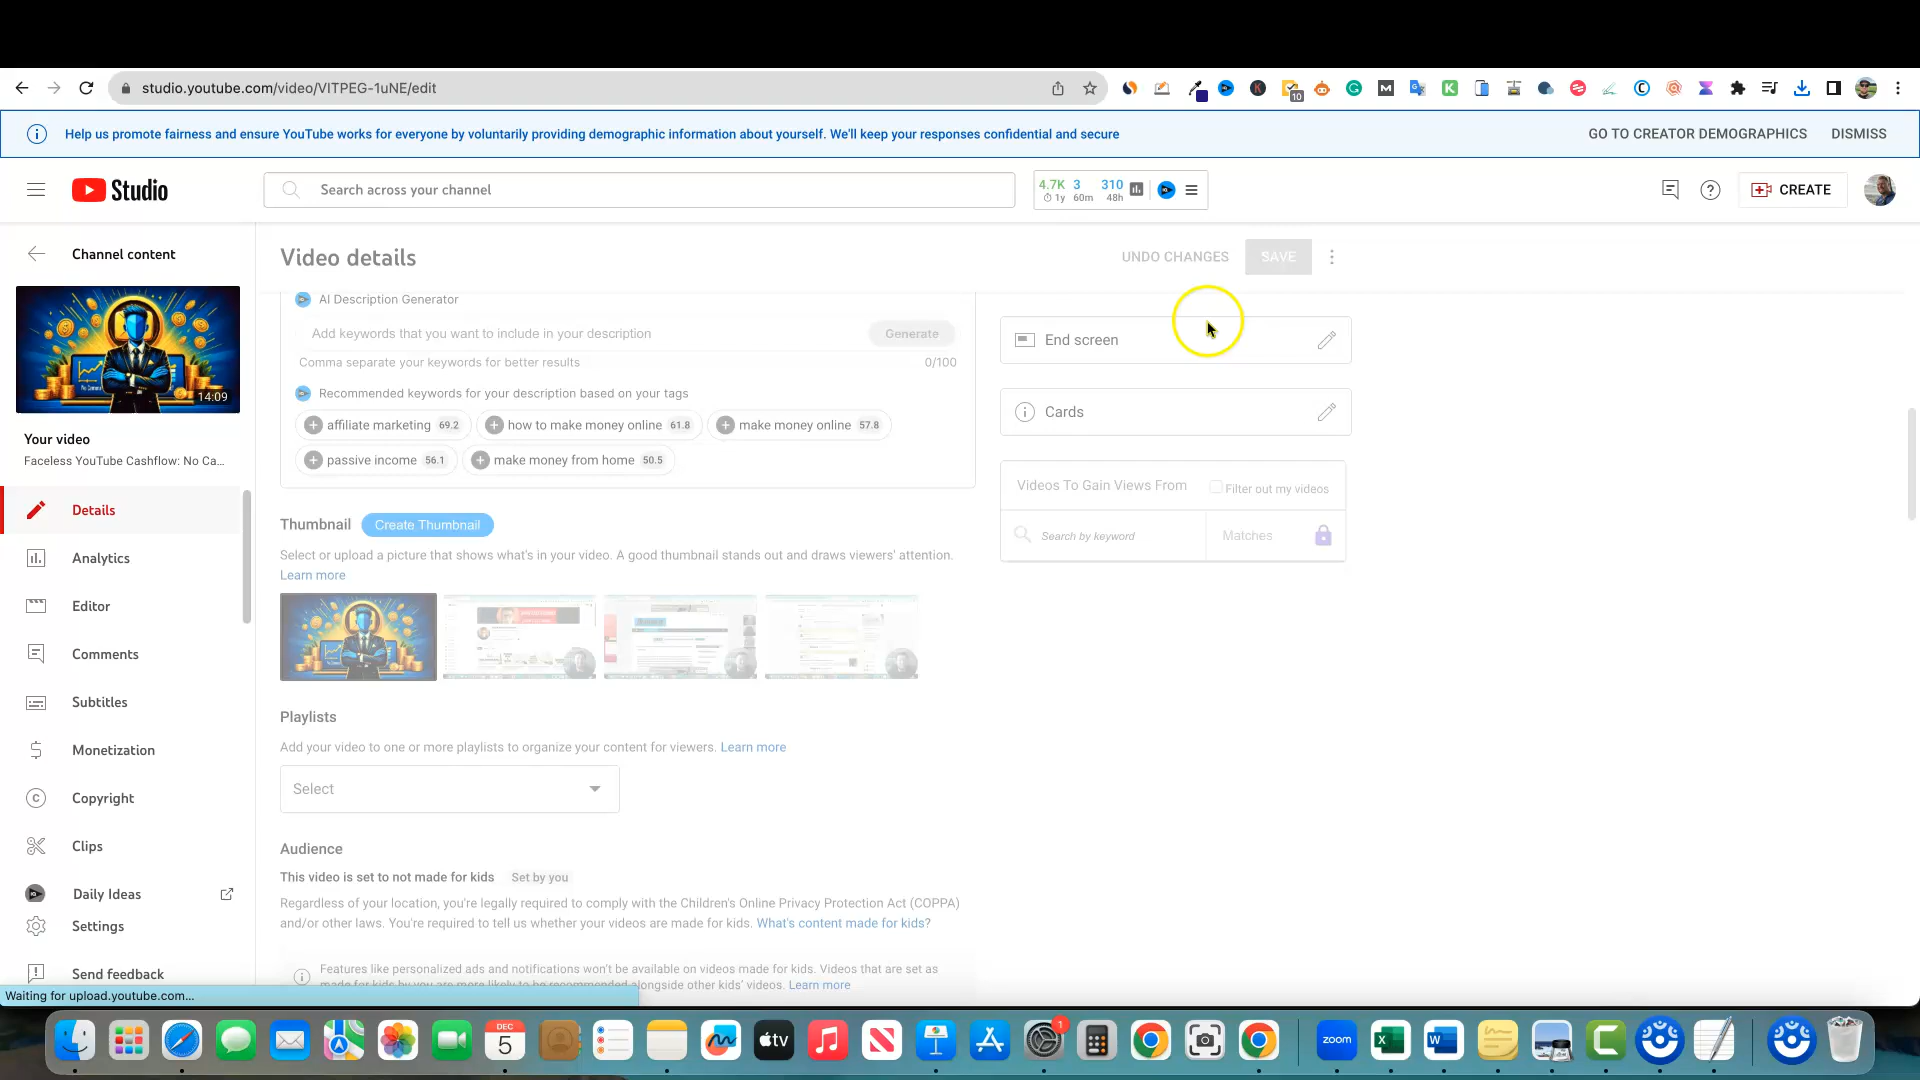 studio.youtube.com/video/VITPEG-1uNE/edit
10
Help us promote fairness and ensure YouTube works for everyone by voluntarily providing demographic information about yourself. We'll keep your responses confidential and secure
GO TO CREATOR DEMOGRAPHICS
DISMISS
Studio
Search across your channel
4.7K 3 310
1y 60m 48h
CREATE
Channel content
Video details
UNDO CHANGES
SAVE
14:09
Your video
Faceless YouTube Cashflow: No Ca...
Details
Analytics
Editor
Comments
Subtitles
Monetization
Copyright
Clips
Daily Ideas
Settings
Send feedback
AI Description Generator
Add keywords that you want to include in your description
Generate
Comma separate your keywords for better results
0/100
Recommended keywords for your description based on your tags
affiliate marketing 69.2
how to make money online 61.8
make money online 57.8
passive income 56.1
make money from home 50.5
Thumbnail
Create Thumbnail
Select or upload a picture that shows what's in your video. A good thumbnail stands out and draws viewers' attention.
Learn more
Playlists
Add your video to one or more playlists to organize your content for viewers. Learn more
Select
Audience
This video is set to not made for kids
Set by you
Regardless of your location, you're legally required to comply with the Children's Online Privacy Protection Act (COPPA)
and/or other laws. You're required to tell us whether your videos are made for kids. What's content made for kids?
Features like personalized ads and notifications won't be available on videos made for kids. Videos that are set as
made for kids by you are more likely to be recommended alongside other kids' videos. Learn more
End screen
Cards
Videos To Gain Views From
Filter out my videos
Search by keyword
Matches
Waiting for upload.youtube.com...
DEC
5
tv
1
zoom